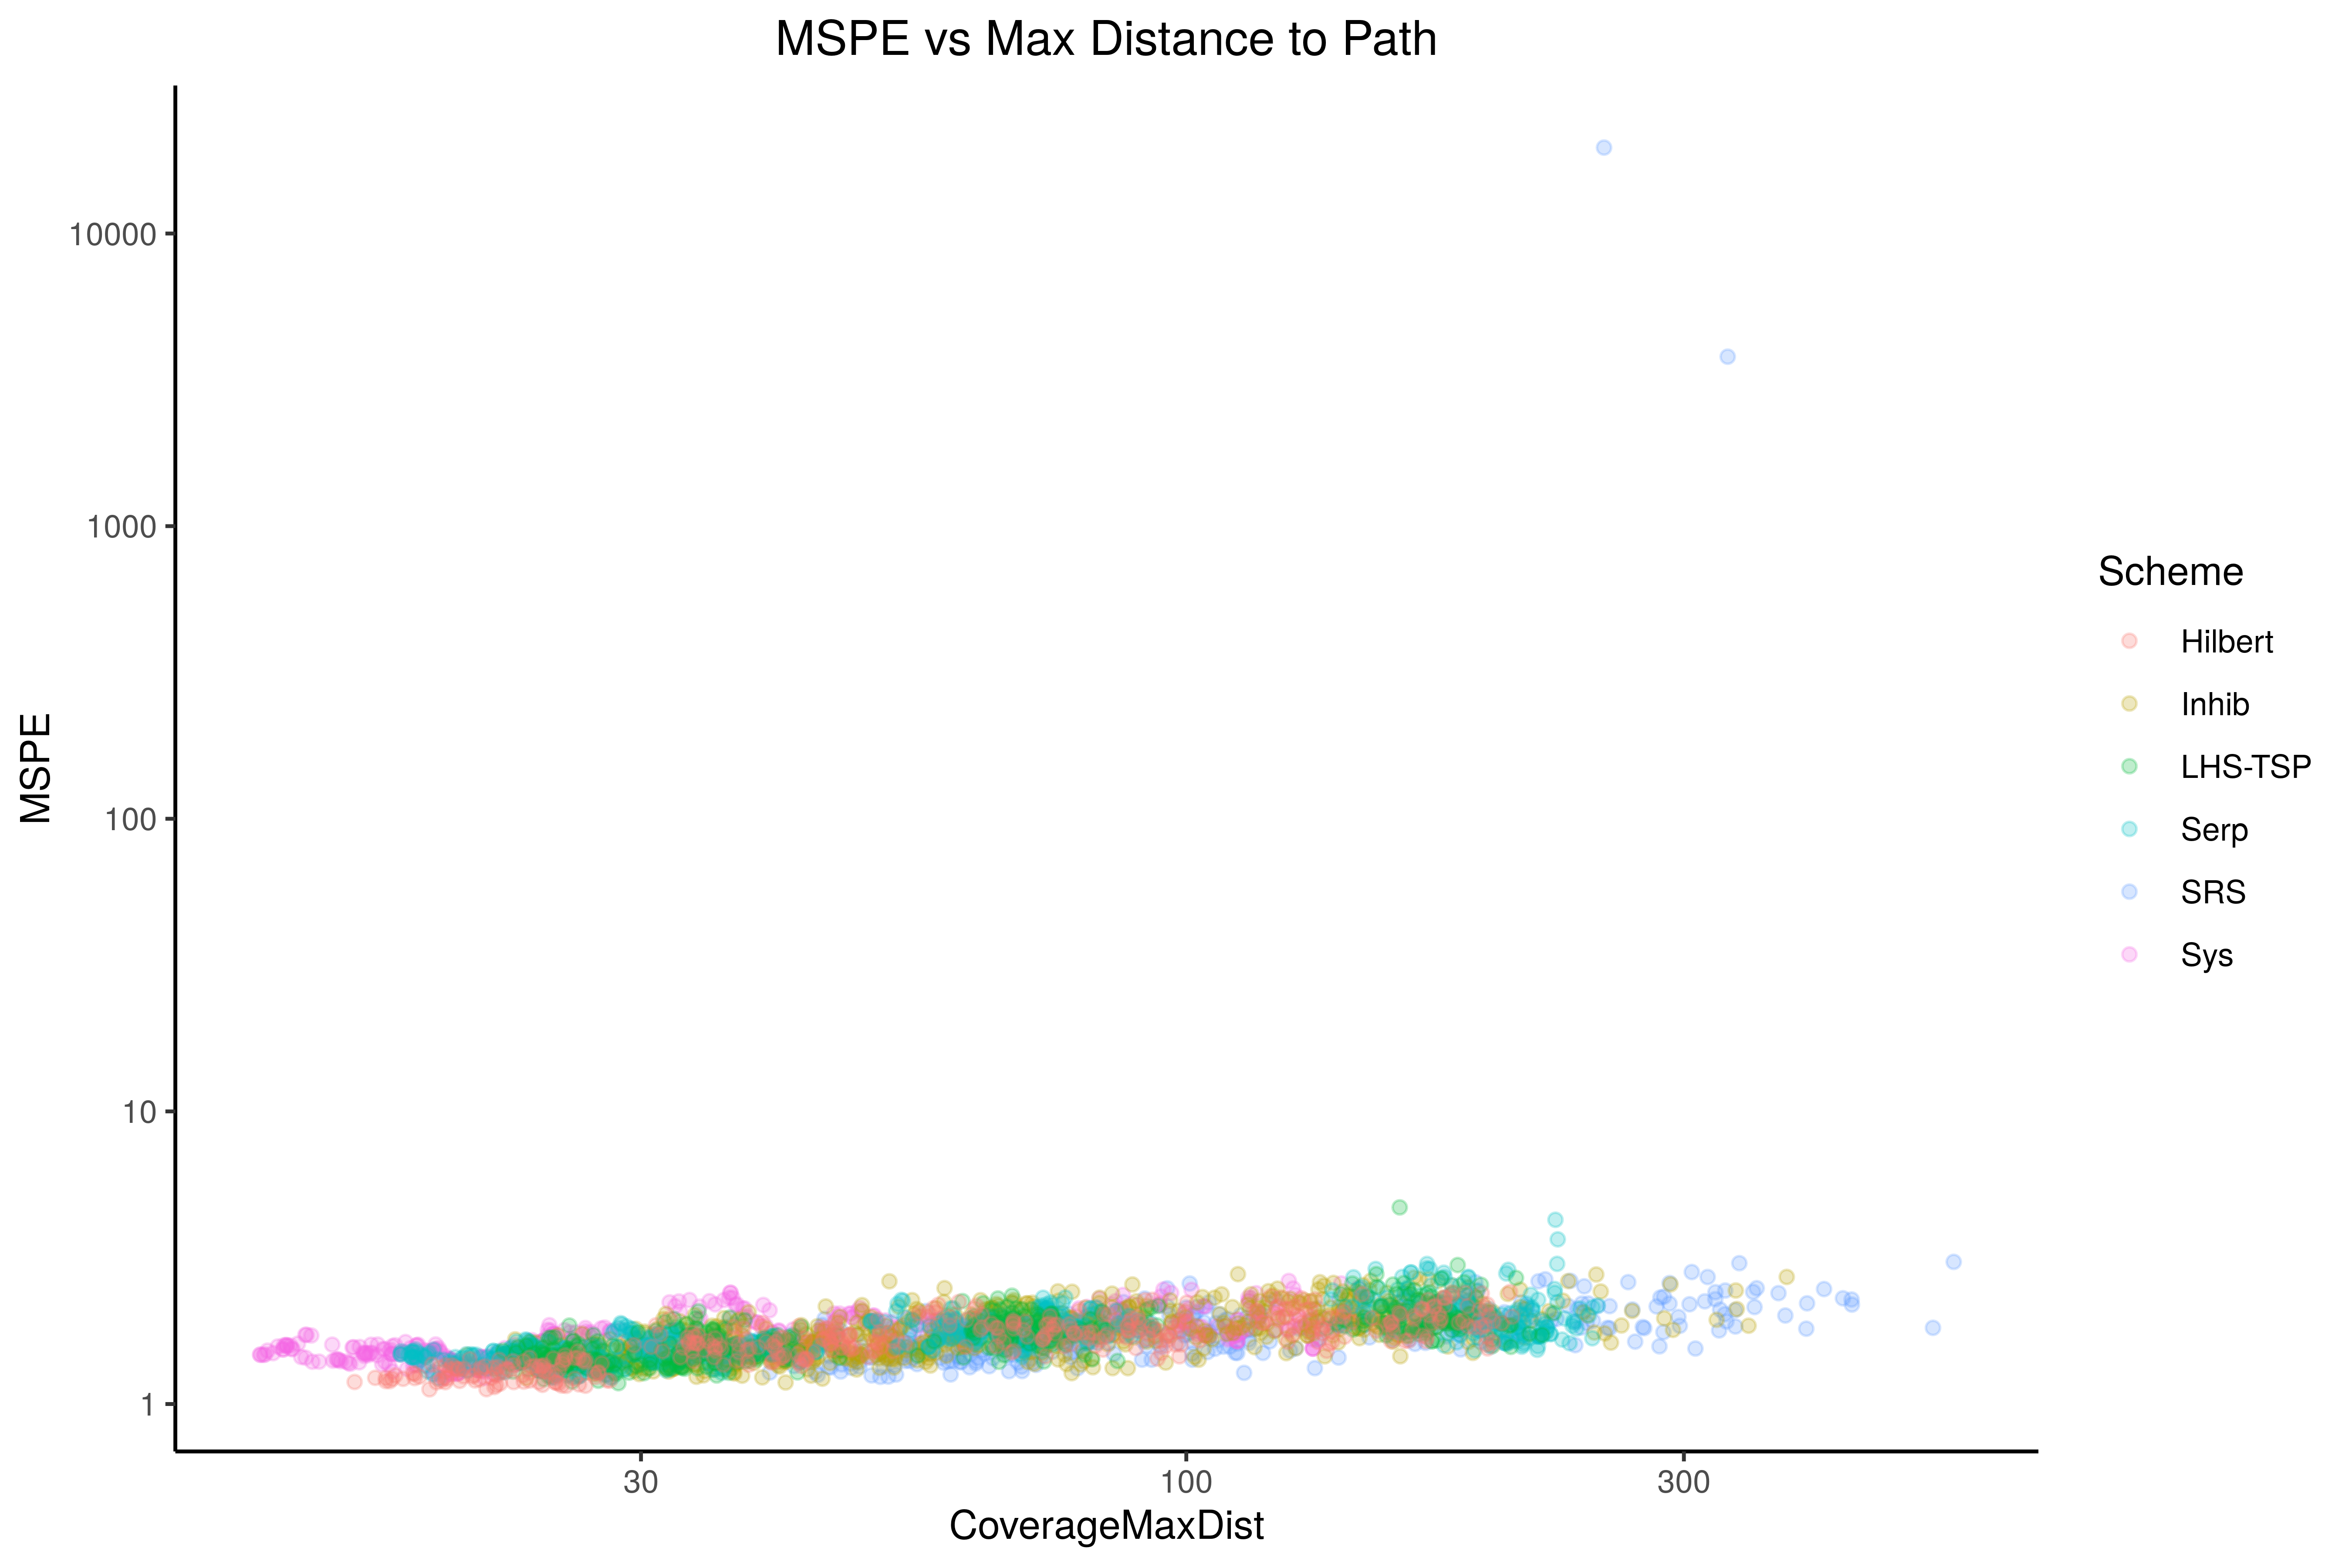 MSPE vs Max Distance to Path
MSPE
10000
1000
100
10
1
30
100
300
CoverageMaxDist
Scheme
Hilbert
Inhib
LHS-TSP
Serp
SRS
Sys